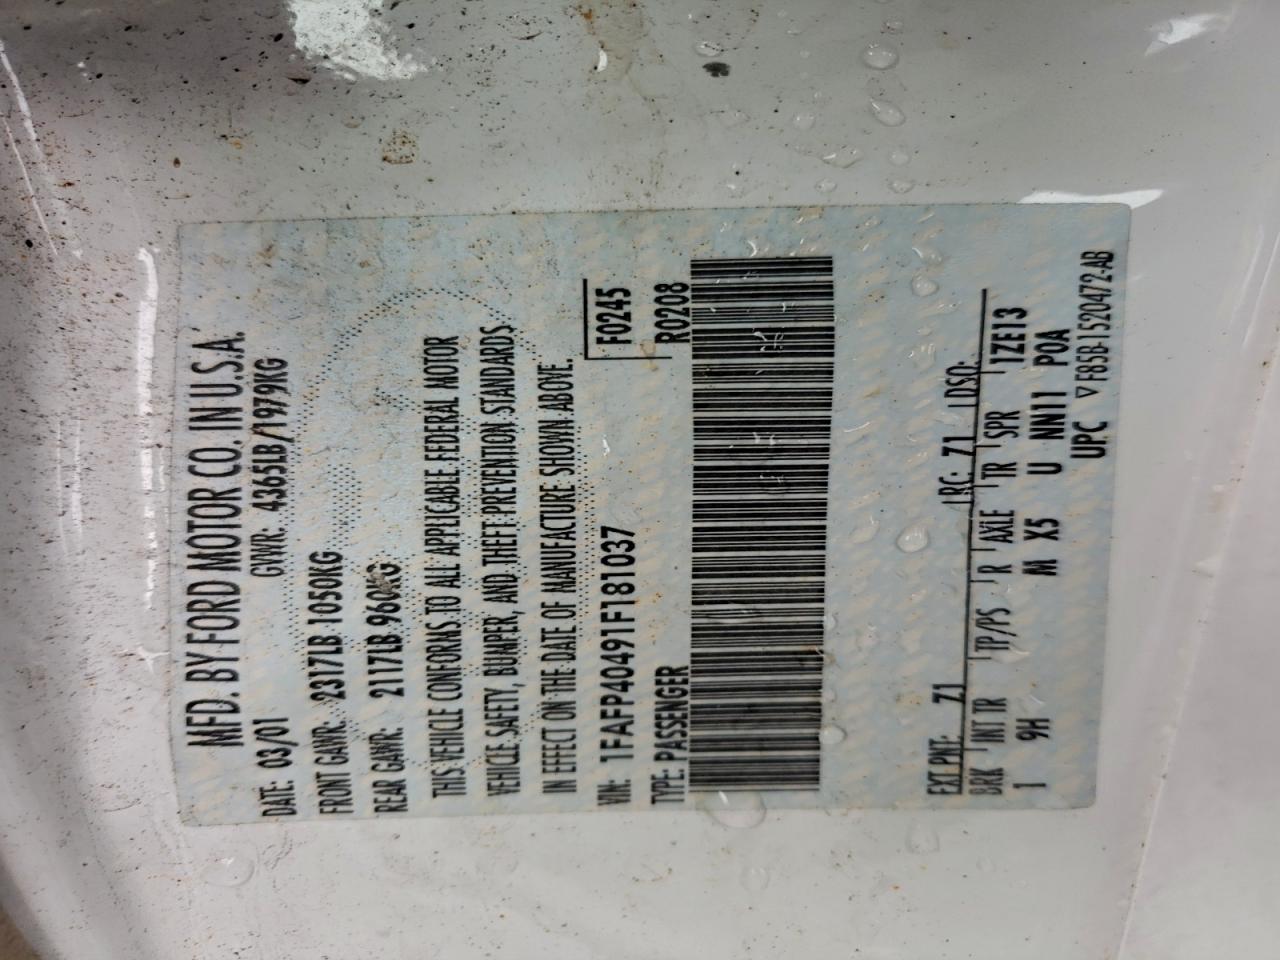 MFD. BY FORD MOTOR CO. IN U.S.A.
DATE: 03/01 GVWR: 4365LB/1979KG
FRONT GAWR: 2317LB 1050KG
REAR GAWR: 2117LB 960KG
THIS VEHICLE CONFORMS TO ALL APPLICABLE FEDERAL MOTOR
VEHICLE SAFETY, BUMPER, AND THEFT PREVENTION STANDARDS
IN EFFECT ON THE DATE OF MANUFACTURE SHOWN ABOVE.
VIN: 1FAFP40491F181037 F0245
TYPE: PASSENGER R0208
EXT PNT: Z1 RC: Z1 DSO:
BRK INT TR TP/PS R AXLE TR SPR 1ZE13
1 9H M X5 U NN11 P0A
UPC ▽ F85B-1520472-AB